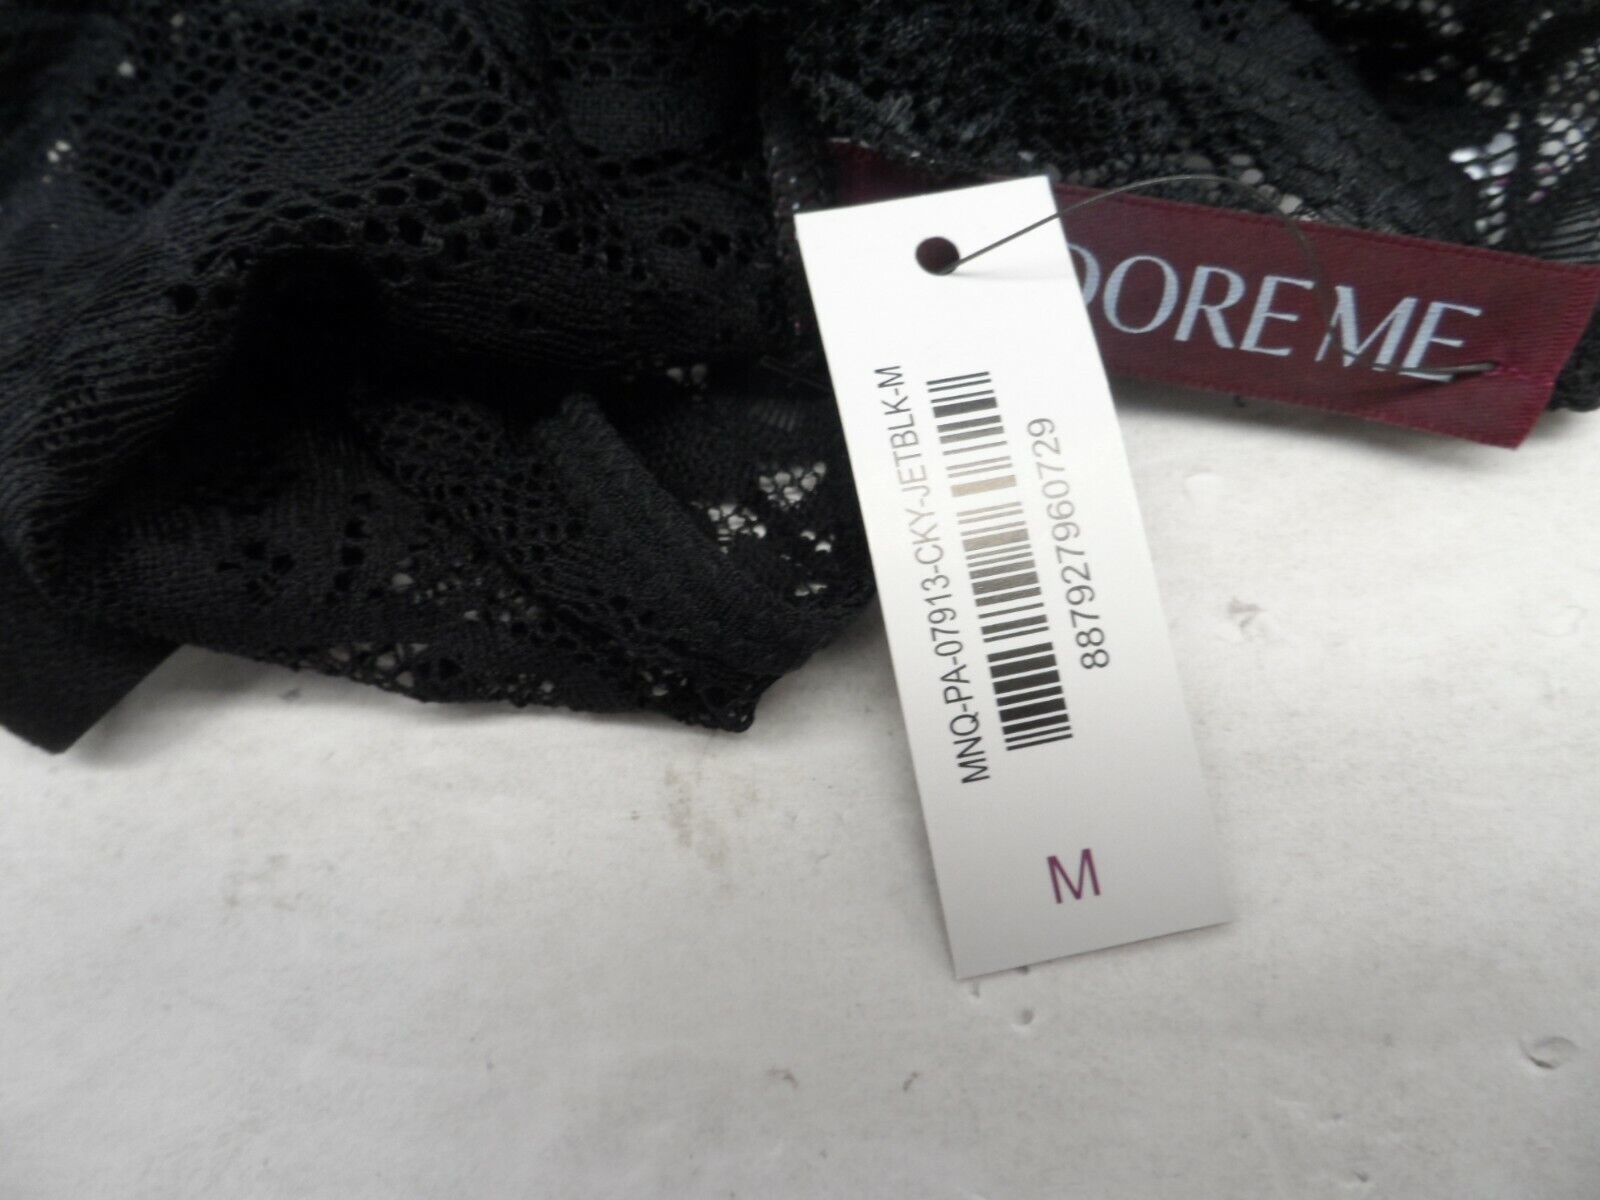 DORE ME
MNQ-PA-07913-CKY-JETBLK-M
887927960729
M